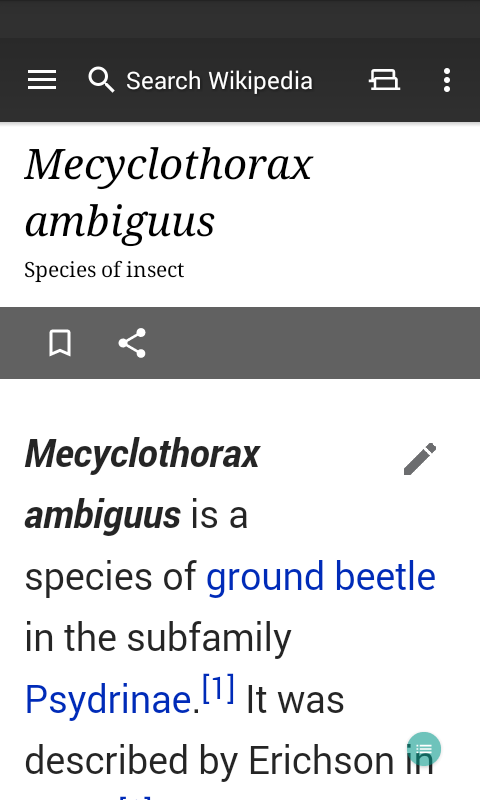 Search Wikipedia
Mecyclothorax
ambiguus
Species of insect
Mecyclothorax
ambiguus is a
species of ground beetle
in the subfamily
Psydrinae.[1] It was
described by Erichson in